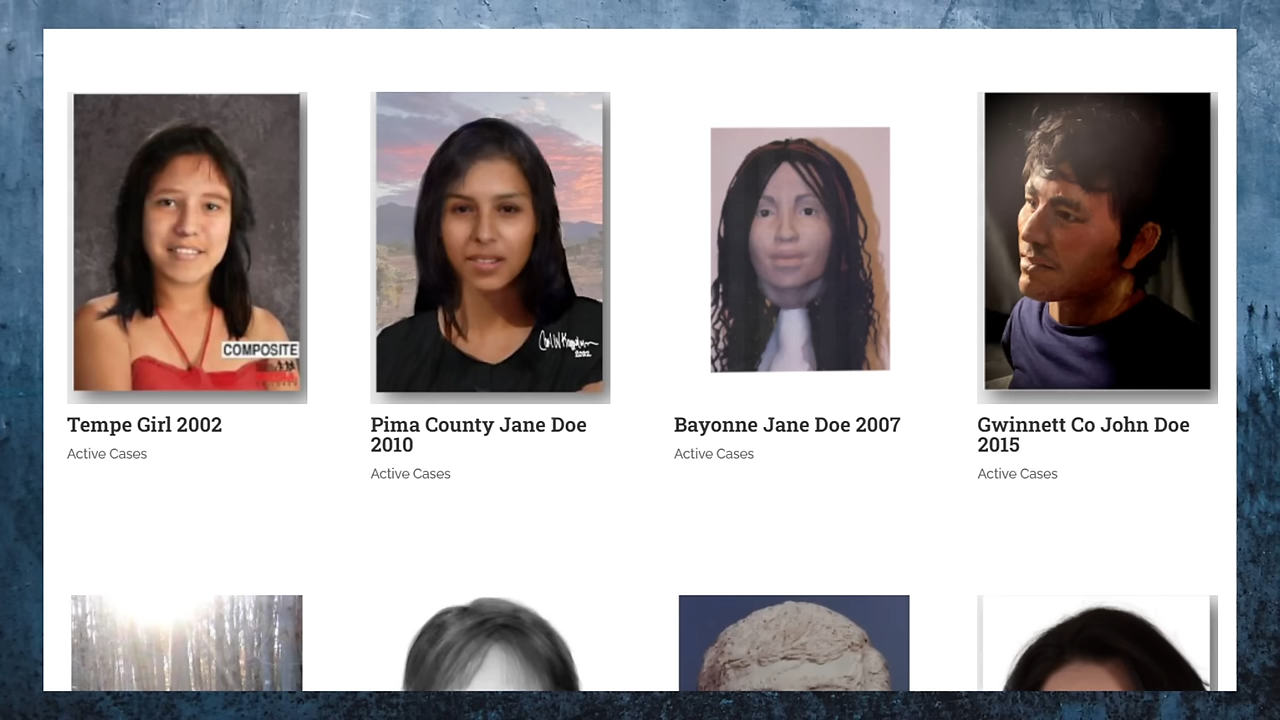 COMPOSITE
2002
Tempe Girl 2002
Active Cases
Pima County Jane Doe
2010
Active Cases
Bayonne Jane Doe 2007
Active Cases
Gwinnett Co John Doe
2015
Active Cases